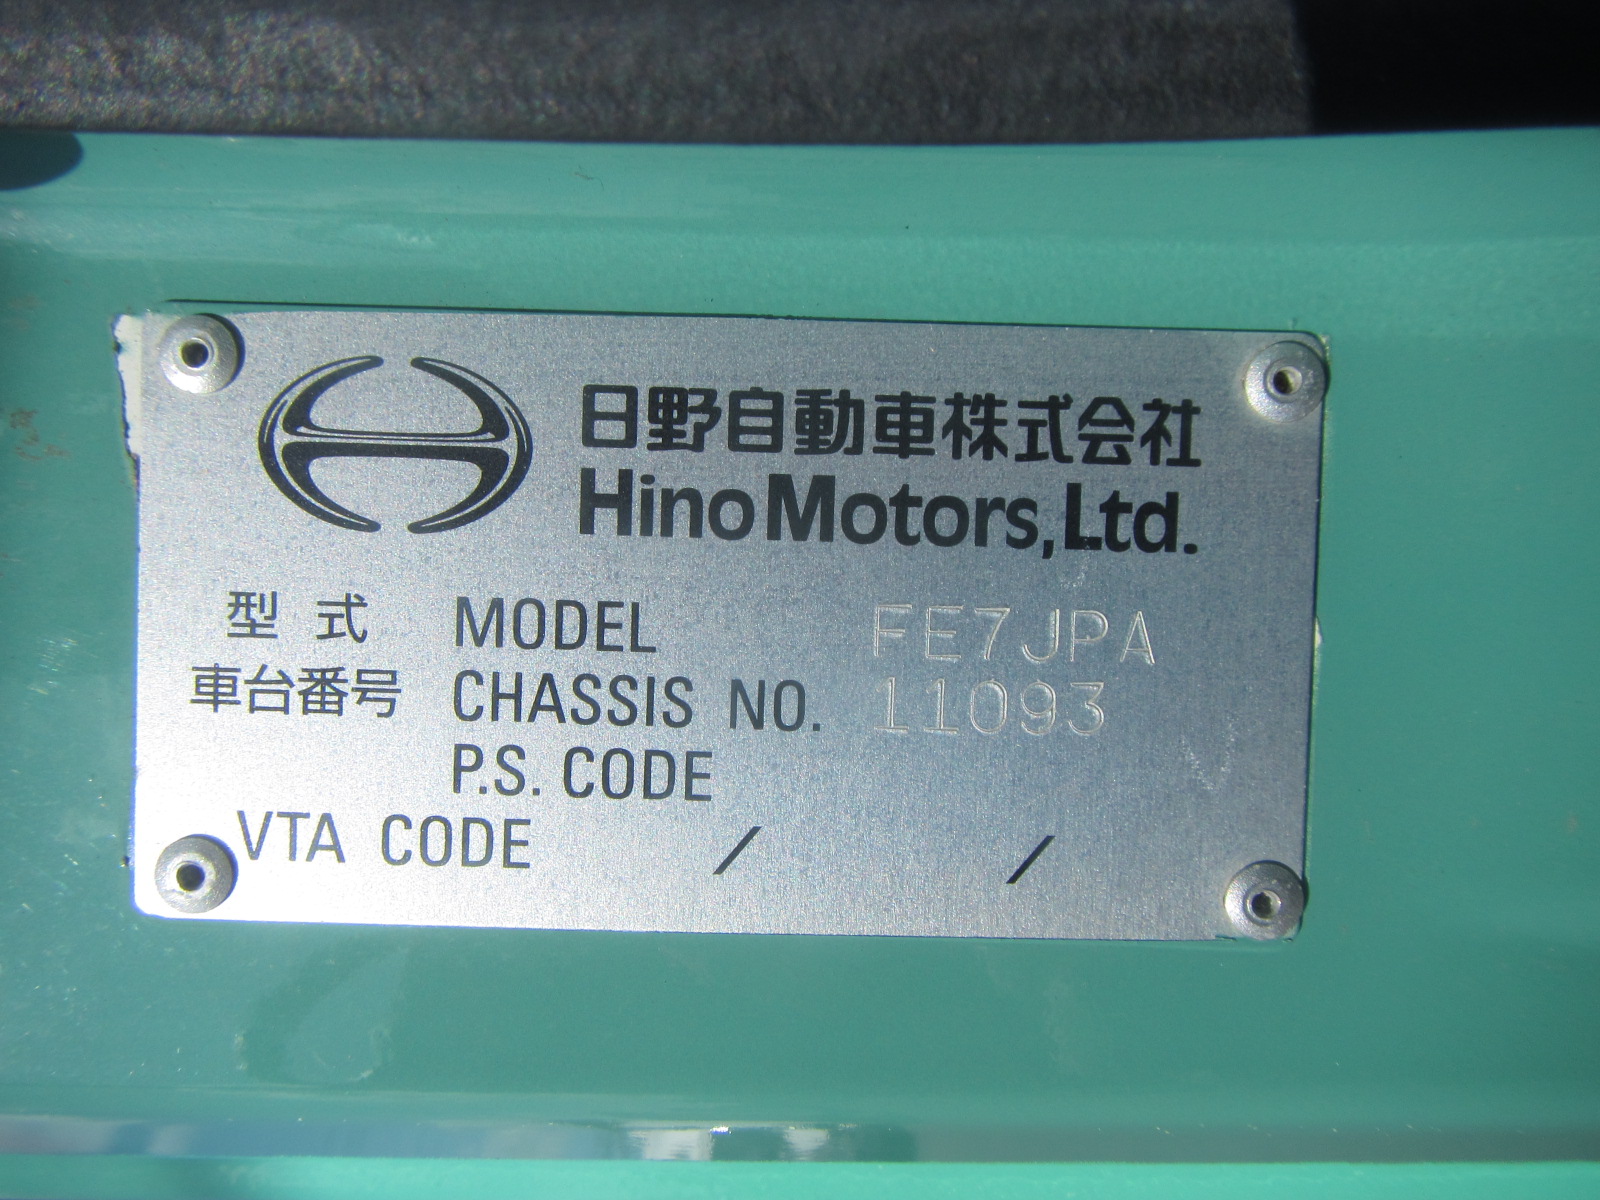 日野自動車株式会社
Hino Motors, Ltd.
型式 MODEL FE7JPA
車台番号 CHASSIS NO. 11093
P.S. CODE
VTA CODE / /